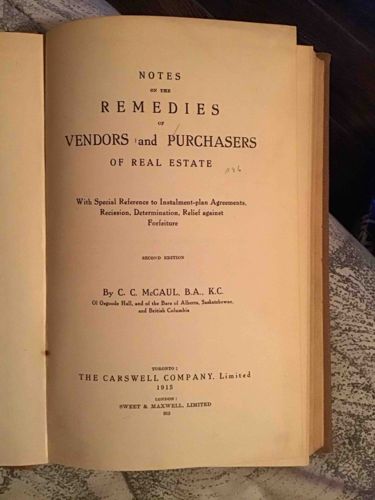 NOTES
ON THE
REMEDIES
OF
VENDORS and PURCHASERS
OF REAL ESTATE
With Special Reference to Instalment-plan Agreements,
Recission, Determination, Relief against
Forfeiture
SECOND EDITION
By C. C. McCAUL, B.A., K.C.
Of Osgoode Hall, and of the Bars of Alberta, Saskatchewan,
and British Columbia
TORONTO:
THE CARSWELL COMPANY, Limited
1915
LONDON:
SWEET & MAXWELL, LIMITED